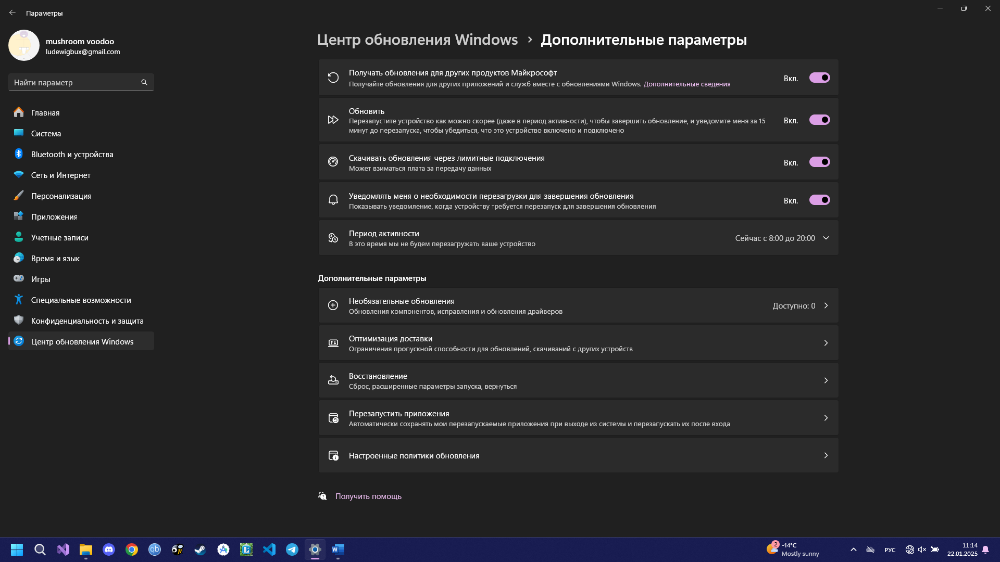 Параметры
mushroom voodoo
ludewigbux@gmail.com
Найти параметр
Главная
Система
Bluetooth и устройства
Сеть и Интернет
Персонализация
Приложения
Учетные записи
Время и язык
Игры
Специальные возможности
Конфиденциальность и защита
Центр обновления Windows
Центр обновления Windows > Дополнительные параметры
Получать обновления для других продуктов Майкрософт
Получайте обновления для других приложений и служб вместе с обновлениями Windows. Дополнительные сведения
Вкл.
Обновить
Перезапустите устройство как можно скорее (даже в период активности), чтобы завершить обновление, и уведомите меня за 15
минут до перезапуска, чтобы убедиться, что это устройство включено и подключено
Вкл.
Скачивать обновления через лимитные подключения
Может взиматься плата за передачу данных
Вкл.
Уведомлять меня о необходимости перезагрузки для завершения обновления
Показывать уведомление, когда устройству требуется перезапуск для завершения обновления
Вкл.
Период активности
В это время мы не будем перезагружать ваше устройство
Сейчас с 8:00 до 20:00
Дополнительные параметры
Необязательные обновления
Обновления компонентов, исправления и обновления драйверов
Доступно: 0
Оптимизация доставки
Ограничения пропускной способности для обновлений, скачиваний с других устройств
Восстановление
Сброс, расширенные параметры запуска, вернуться
Перезапустить приложения
Автоматически сохранять мои перезапускаемые приложения при выходе из системы и перезапускать их после входа
Настроенные политики обновления
Получить помощь
qb
W
2
-14°C
Mostly sunny
РУС
11:14
22.01.2025